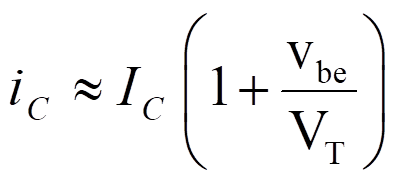 i_C ≈ I_C (1 + v_be / V_T)